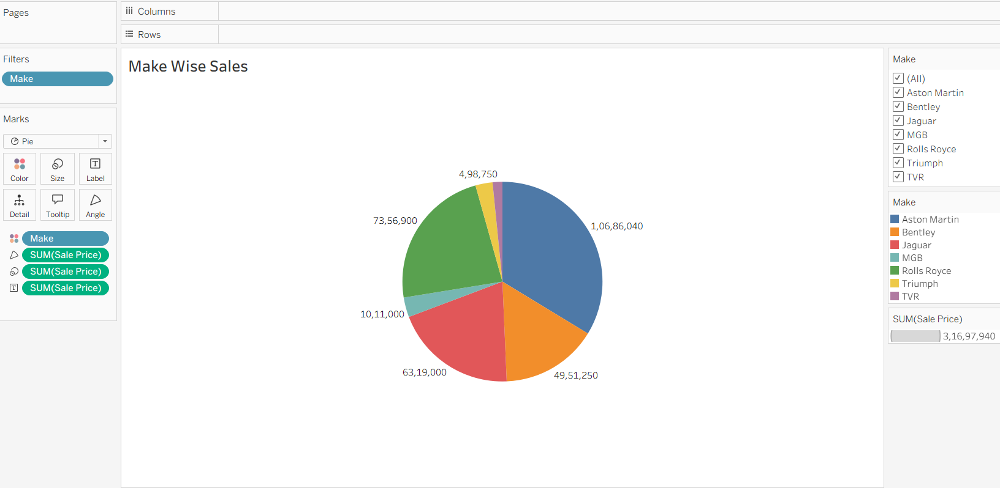 Pages
Columns
Rows
Filters
Make
Marks
Pie
Color
Size
Label
Detail
Tooltip
Angle
Make
SUM(Sale Price)
SUM(Sale Price)
SUM(Sale Price)
Make Wise Sales
4,98,750
73,56,900
1,06,86,040
10,11,000
63,19,000
49,51,250
Make
(All)
Aston Martin
Bentley
Jaguar
MGB
Rolls Royce
Triumph
TVR
Make
Aston Martin
Bentley
Jaguar
MGB
Rolls Royce
Triumph
TVR
SUM(Sale Price)
3,16,97,940